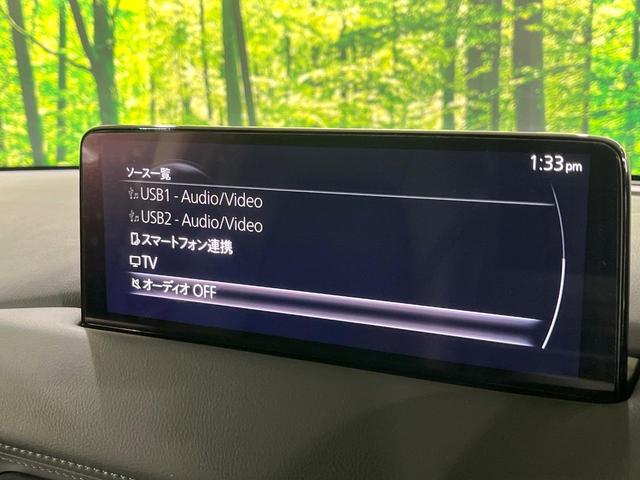 1:33pm
ソース一覧
USB1 - Audio/Video
USB2 - Audio/Video
スマートフォン連携
TV
オーディオ OFF